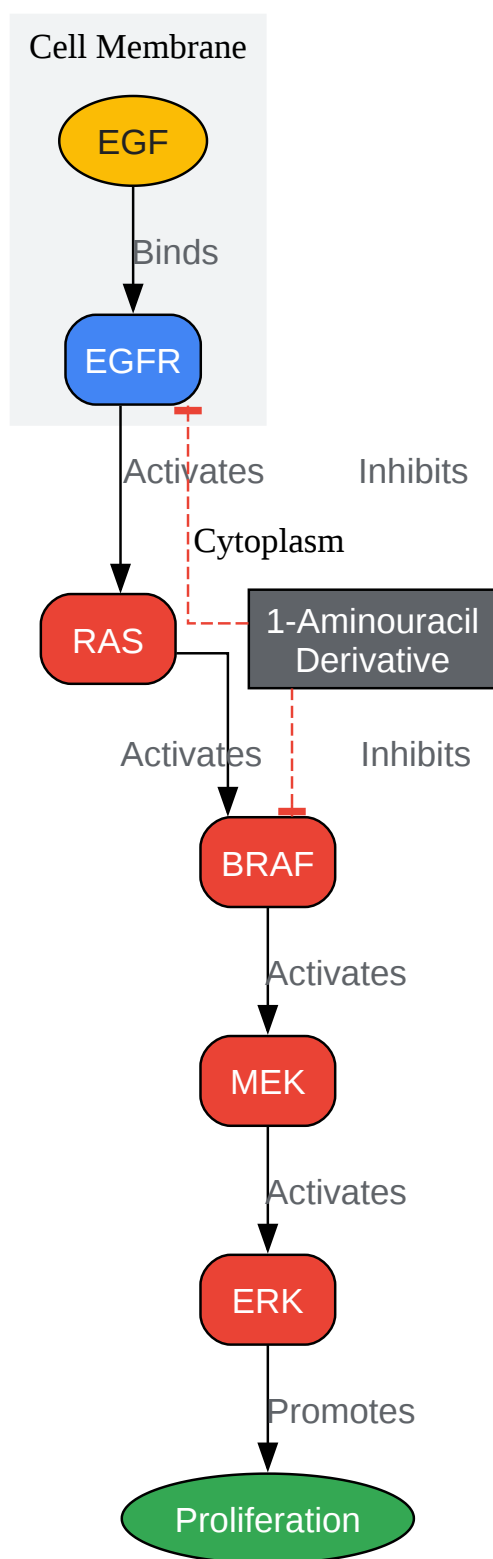 Cell Membrane
EGF
Binds
EGFR
Activates
Inhibits
Cytoplasm
1-Aminouracil
Derivative
RAS
Activates
Inhibits
BRAF
Activates
MEK
Activates
ERK
Promotes
Proliferation